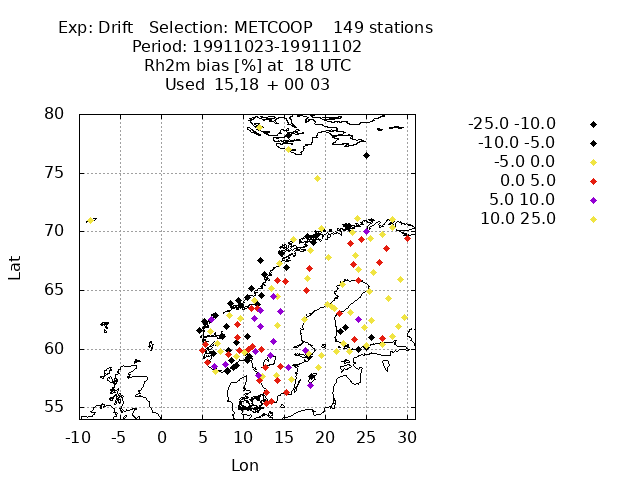 Exp: Drift   Selection: METCOOP    149 stations
Period: 19911023-19911102
Rh2m bias [%] at  18 UTC
Used  15,18 + 00 03
-25.0 -10.0
-10.0 -5.0
-5.0 0.0
0.0 5.0
5.0 10.0
10.0 25.0
80
75
70
65
60
55
Lat
-10 -5 0 5 10 15 20 25 30
Lon